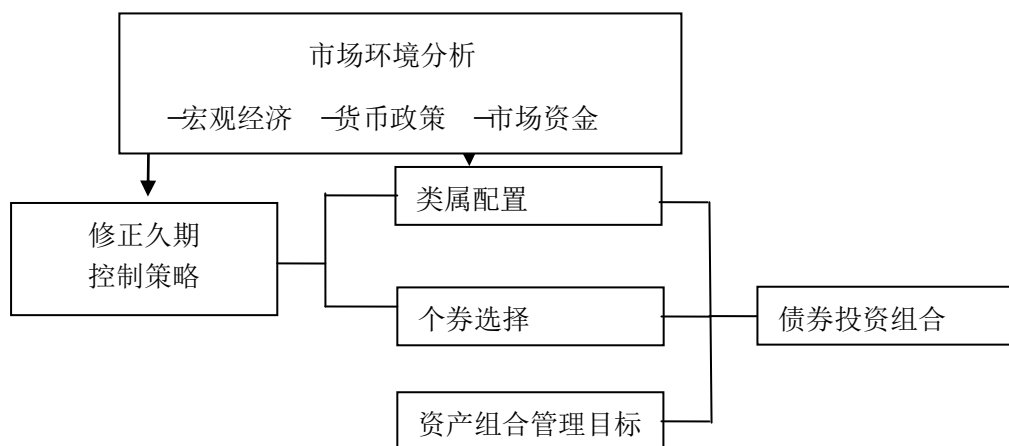 市场环境分析
—宏观经济 —货币政策 —市场资金
类属配置
修正久期
控制策略
个券选择
债券投资组合
资产组合管理目标